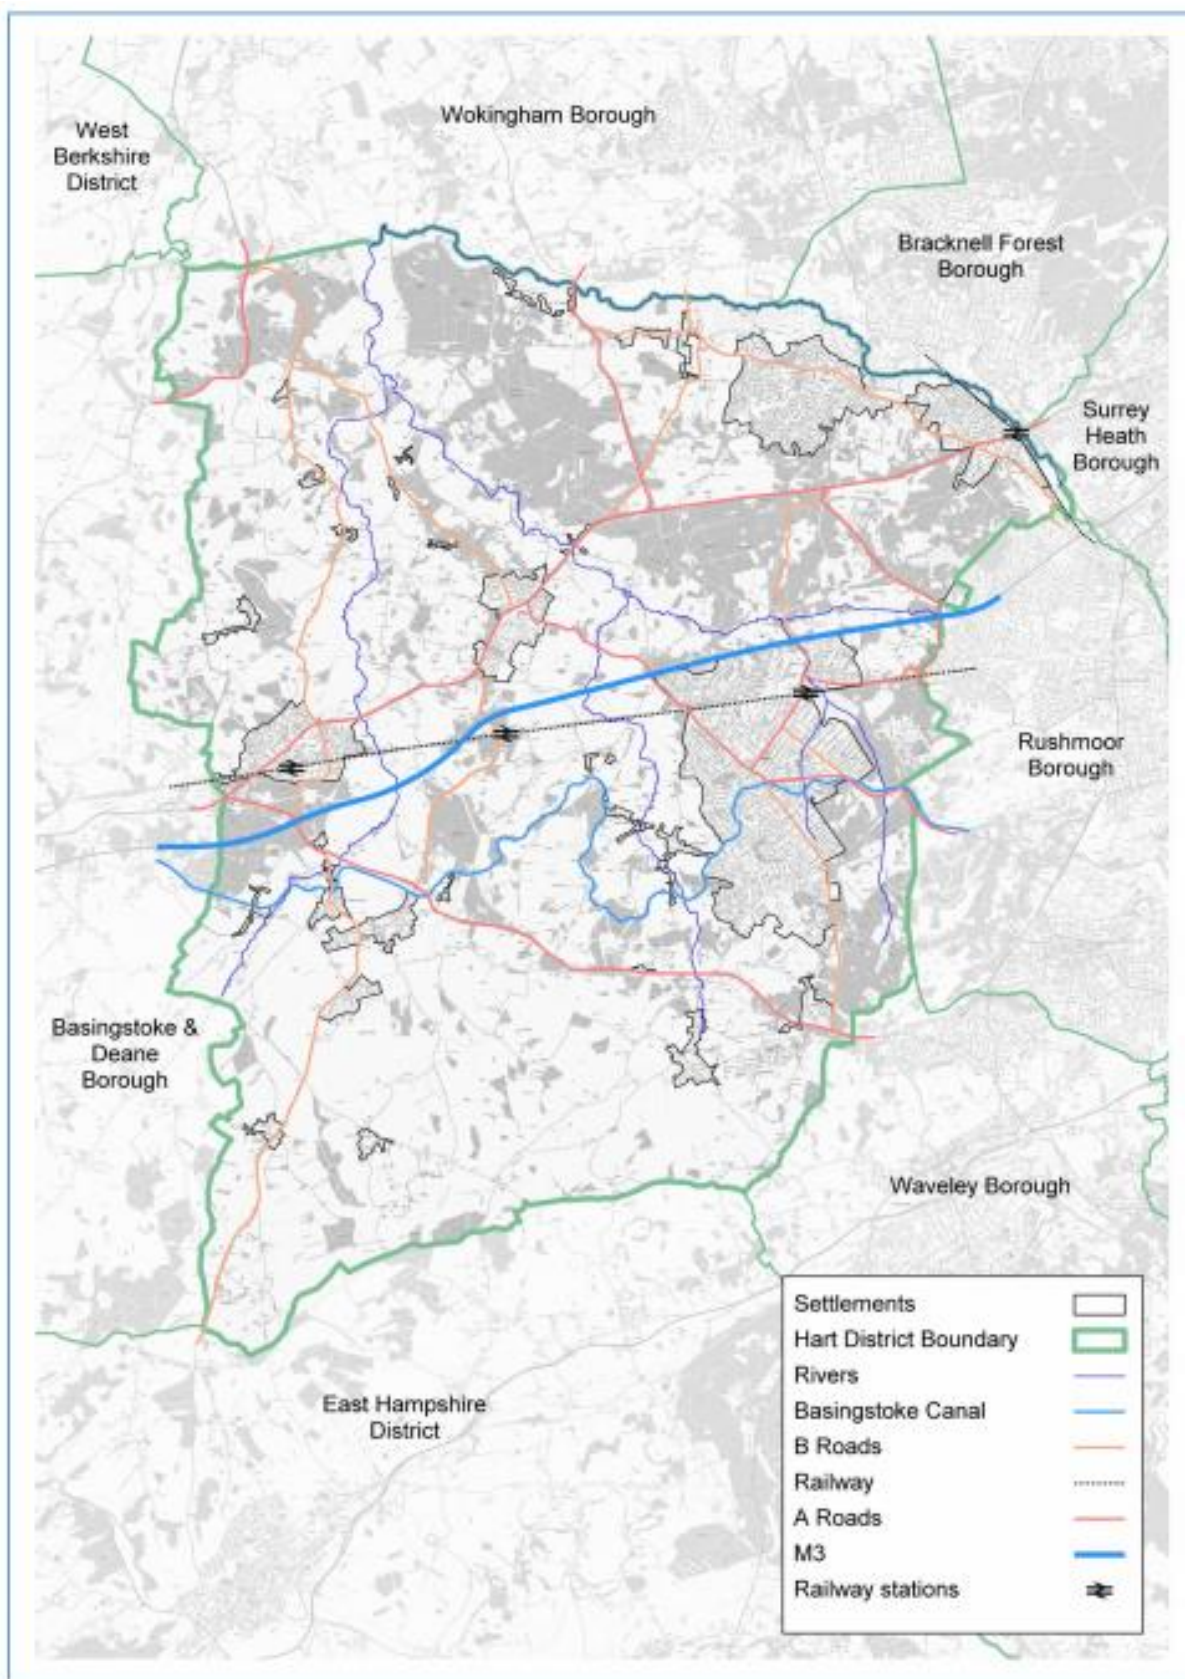 Wokingham Borough
West
Berkshire
District
Bracknell Forest
Borough
Surrey
Heath
Borough
Rushmoor
Borough
Basingstoke &
Deane
Borough
Waveley Borough
East Hampshire
District
Settlements
Hart District Boundary
Rivers
Basingstoke Canal
B Roads
Railway
A Roads
M3
Railway stations